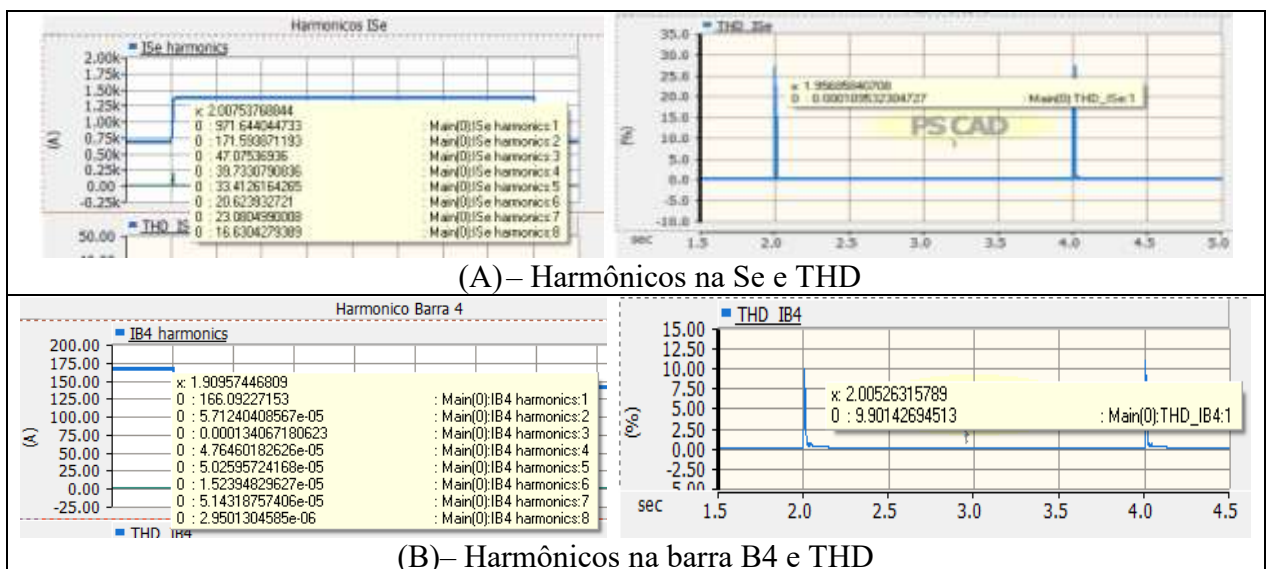 Harmonicos ISe
ISe harmonics
2.00k
1.75k
1.50k
1.25k
1.00k
0.75k
0.50k
0.25k
0.00
-0.25k
(A)
x: 2.00753768844
0 : 971.644044733 : Main(0):ISe harmonics:1
0 : 171.593871193 : Main(0):ISe harmonics:2
0 : 47.07536936 : Main(0):ISe harmonics:3
0 : 39.7330790836 : Main(0):ISe harmonics:4
0 : 33.4126164265 : Main(0):ISe harmonics:5
0 : 20.623932721 : Main(0):ISe harmonics:6
0 : 23.0804990008 : Main(0):ISe harmonics:7
0 : 16.6304279389 : Main(0):ISe harmonics:8
THD IS
50.00
THD ISe
35.0
30.0
25.0
20.0
15.0
10.0
5.0
0.0
-5.0
-10.0
(%)
x: 1.95685840708
0 : 0.000109532304727 Main(0):THD_ISe:1
PSCAD
sec 1.5 2.0 2.5 3.0 3.5 4.0 4.5 5.0
(A)– Harmônicos na Se e THD
Harmonico Barra 4
IB4 harmonics
200.00
175.00
150.00
125.00
100.00
75.00
50.00
25.00
0.00
-25.00
(A)
x: 1.90957446809
0 : 166.09227153 : Main(0):IB4 harmonics:1
0 : 5.71240408567e-05 : Main(0):IB4 harmonics:2
0 : 0.000134067180623 : Main(0):IB4 harmonics:3
0 : 4.76460182626e-05 : Main(0):IB4 harmonics:4
0 : 5.02595724168e-05 : Main(0):IB4 harmonics:5
0 : 1.52394829627e-05 : Main(0):IB4 harmonics:6
0 : 5.14318757406e-05 : Main(0):IB4 harmonics:7
0 : 2.9501304585e-06 : Main(0):IB4 harmonics:8
THD IB4
THD IB4
15.00
12.50
10.00
7.50
5.00
2.50
0.00
-2.50
5.00
(%)
x: 2.00526315789
0 : 9.90142694513 : Main(0):THD_IB4:1
sec 1.5 2.0 2.5 3.0 3.5 4.0 4.5
(B)– Harmônicos na barra B4 e THD